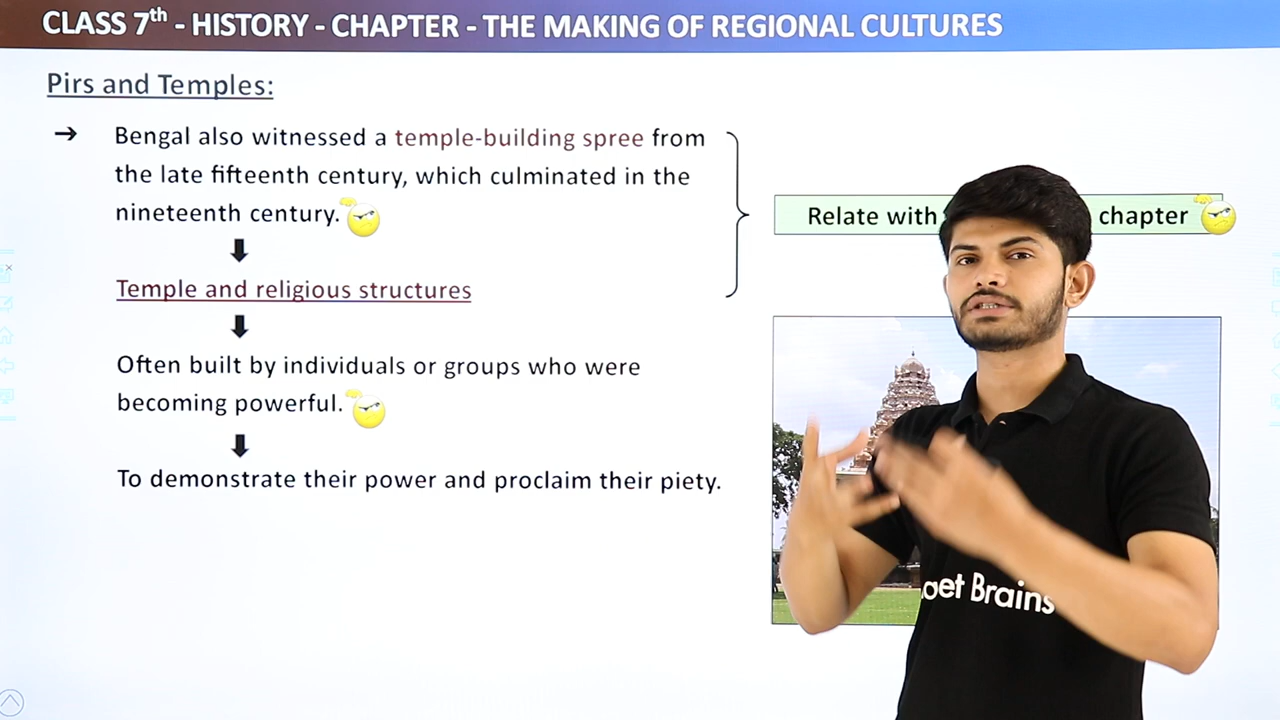 CLASS 7th - HISTORY - CHAPTER - THE MAKING OF REGIONAL CULTURES
Pirs and Temples:
→ Bengal also witnessed a temple-building spree from
the late fifteenth century, which culminated in the
nineteenth century.
Relate with chapter
Temple and religious structures
Often built by individuals or groups who were
becoming powerful.
To demonstrate their power and proclaim their piety.
Brains